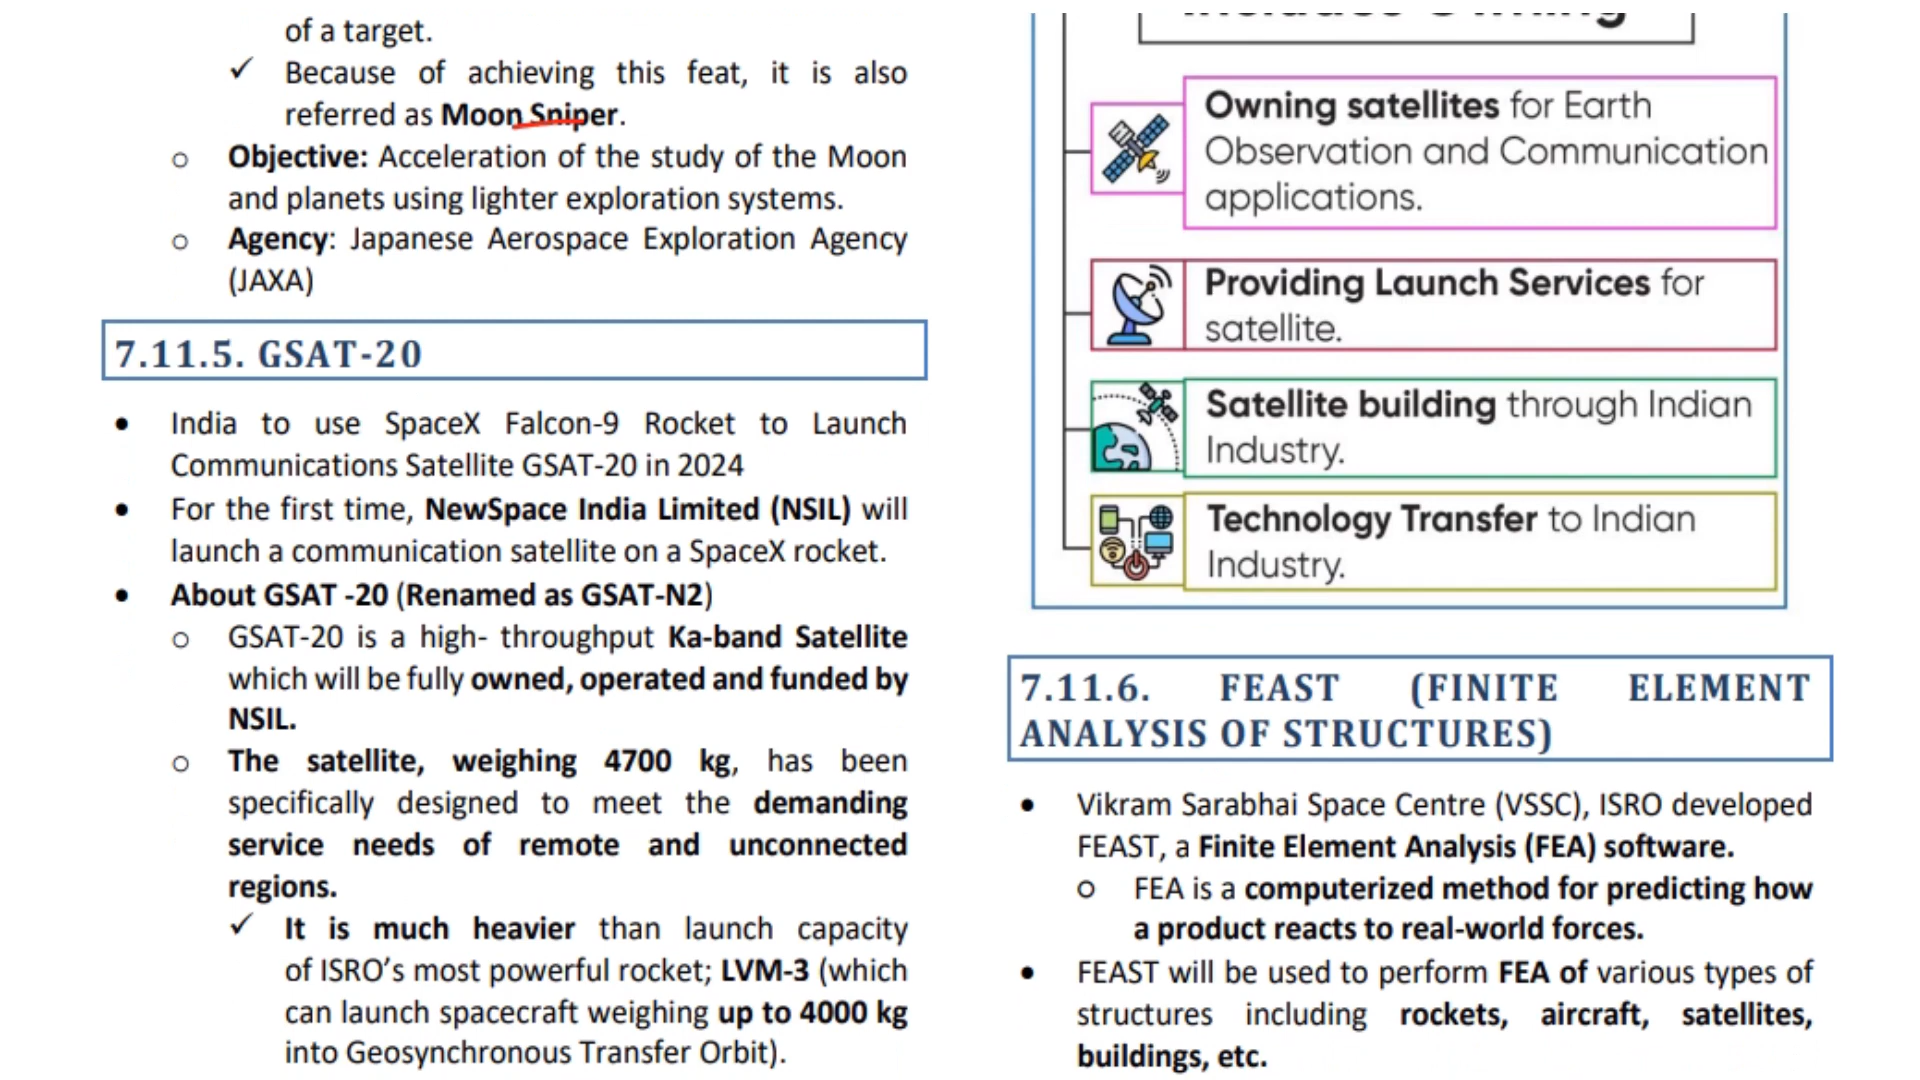 of a target.
✓ Because of achieving this feat, it is also
referred as Moon Sniper.
o Objective: Acceleration of the study of the Moon
and planets using lighter exploration systems.
o Agency: Japanese Aerospace Exploration Agency
(JAXA)
7.11.5. GSAT-20
• India to use SpaceX Falcon-9 Rocket to Launch
Communications Satellite GSAT-20 in 2024
• For the first time, NewSpace India Limited (NSIL) will
launch a communication satellite on a SpaceX rocket.
• About GSAT -20 (Renamed as GSAT-N2)
o GSAT-20 is a high- throughput Ka-band Satellite
which will be fully owned, operated and funded by
NSIL.
o The satellite, weighing 4700 kg, has been
specifically designed to meet the demanding
service needs of remote and unconnected
regions.
✓ It is much heavier than launch capacity
of ISRO's most powerful rocket; LVM-3 (which
can launch spacecraft weighing up to 4000 kg
into Geosynchronous Transfer Orbit).
Owning satellites for Earth
Observation and Communication
applications.
Providing Launch Services for
satellite.
Satellite building through Indian
Industry.
Technology Transfer to Indian
Industry.
7.11.6. FEAST (FINITE ELEMENT
ANALYSIS OF STRUCTURES)
• Vikram Sarabhai Space Centre (VSSC), ISRO developed
FEAST, a Finite Element Analysis (FEA) software.
o FEA is a computerized method for predicting how
a product reacts to real-world forces.
• FEAST will be used to perform FEA of various types of
structures including rockets, aircraft, satellites,
buildings, etc.